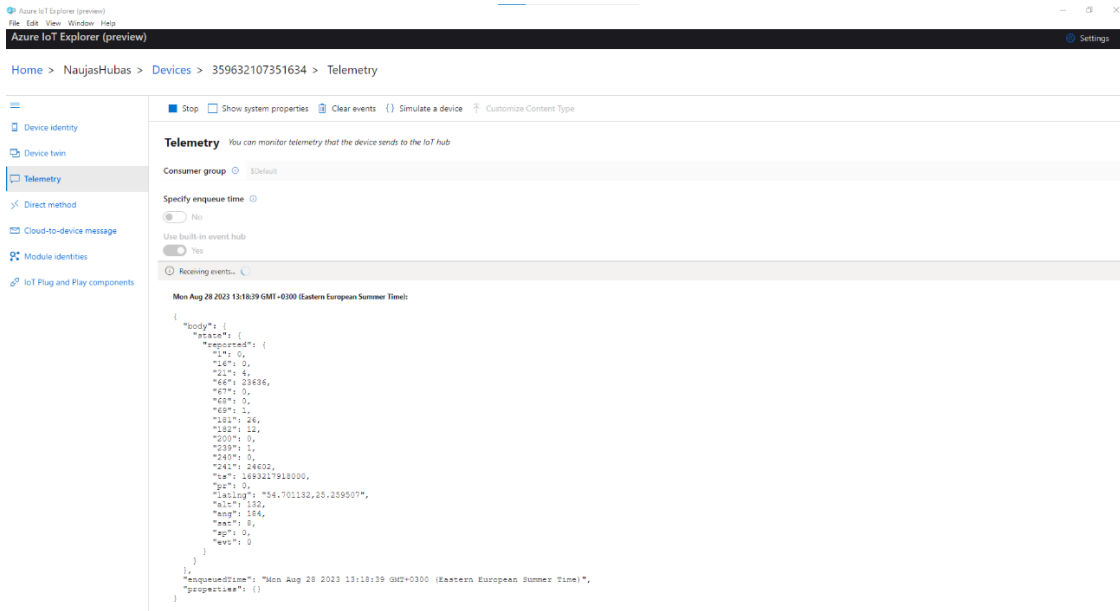 Azure IoT Explorer (preview)
File Edit View Window Help
Azure IoT Explorer (preview)
Settings
Home > NaujasHubas > Devices > 359632107351634 > Telemetry
Stop Show system properties Clear events {} Simulate a device Customize Content Type
Device identity
Device twin
Telemetry
Direct method
Cloud-to-device message
Module identities
IoT Plug and Play components
Telemetry You can monitor telemetry that the device sends to the IoT hub
Consumer group $Default
Specify enqueue time
No
Use built-in event hub
Yes
Receiving events...
Mon Aug 28 2023 13:18:39 GMT+0300 (Eastern European Summer Time):
{
"body": {
"state": {
"reported": {
"1": 0,
"16": 0,
"21": 4,
"66": 23636,
"67": 0,
"68": 0,
"69": 1,
"181": 26,
"182": 12,
"200": 0,
"239": 1,
"240": 0,
"241": 24602,
"ts": 1693217918000,
"pr": 0,
"latlng": "54.701132,25.259507",
"alt": 132,
"ang": 184,
"sat": 8,
"sp": 0,
"evt": 0
}
}
},
"enqueuedTime": "Mon Aug 28 2023 13:18:39 GMT+0300 (Eastern European Summer Time)",
"properties": {}
}